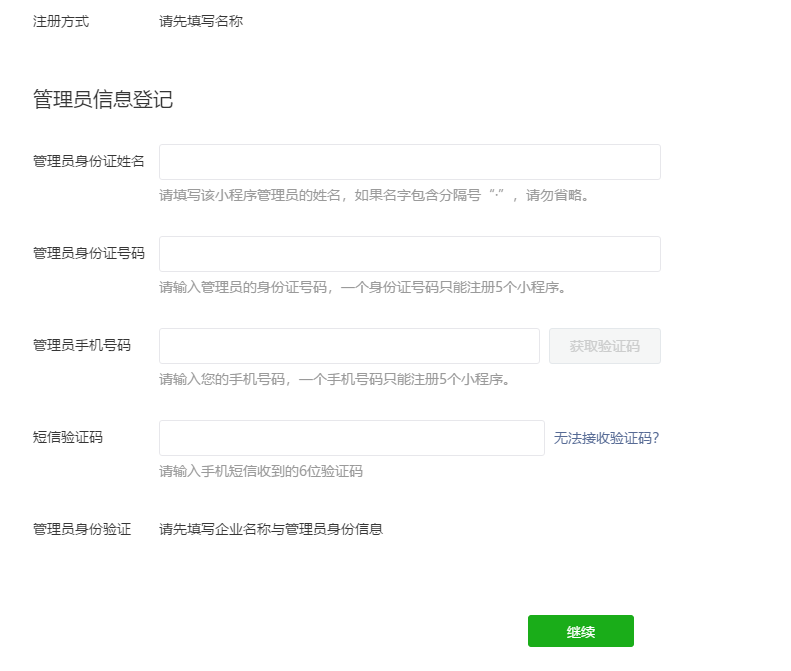 注册方式 请先填写名称
管理员信息登记
管理员身份证姓名
请填写该小程序管理员的姓名，如果名字包含分隔号“·”，请勿省略。
管理员身份证号码
请输入管理员的身份证号码，一个身份证号码只能注册5个小程序。
管理员手机号码 获取验证码
请输入您的手机号码，一个手机号码只能注册5个小程序。
短信验证码 无法接收验证码?
请输入手机短信收到的6位验证码
管理员身份验证 请先填写企业名称与管理员身份信息
继续